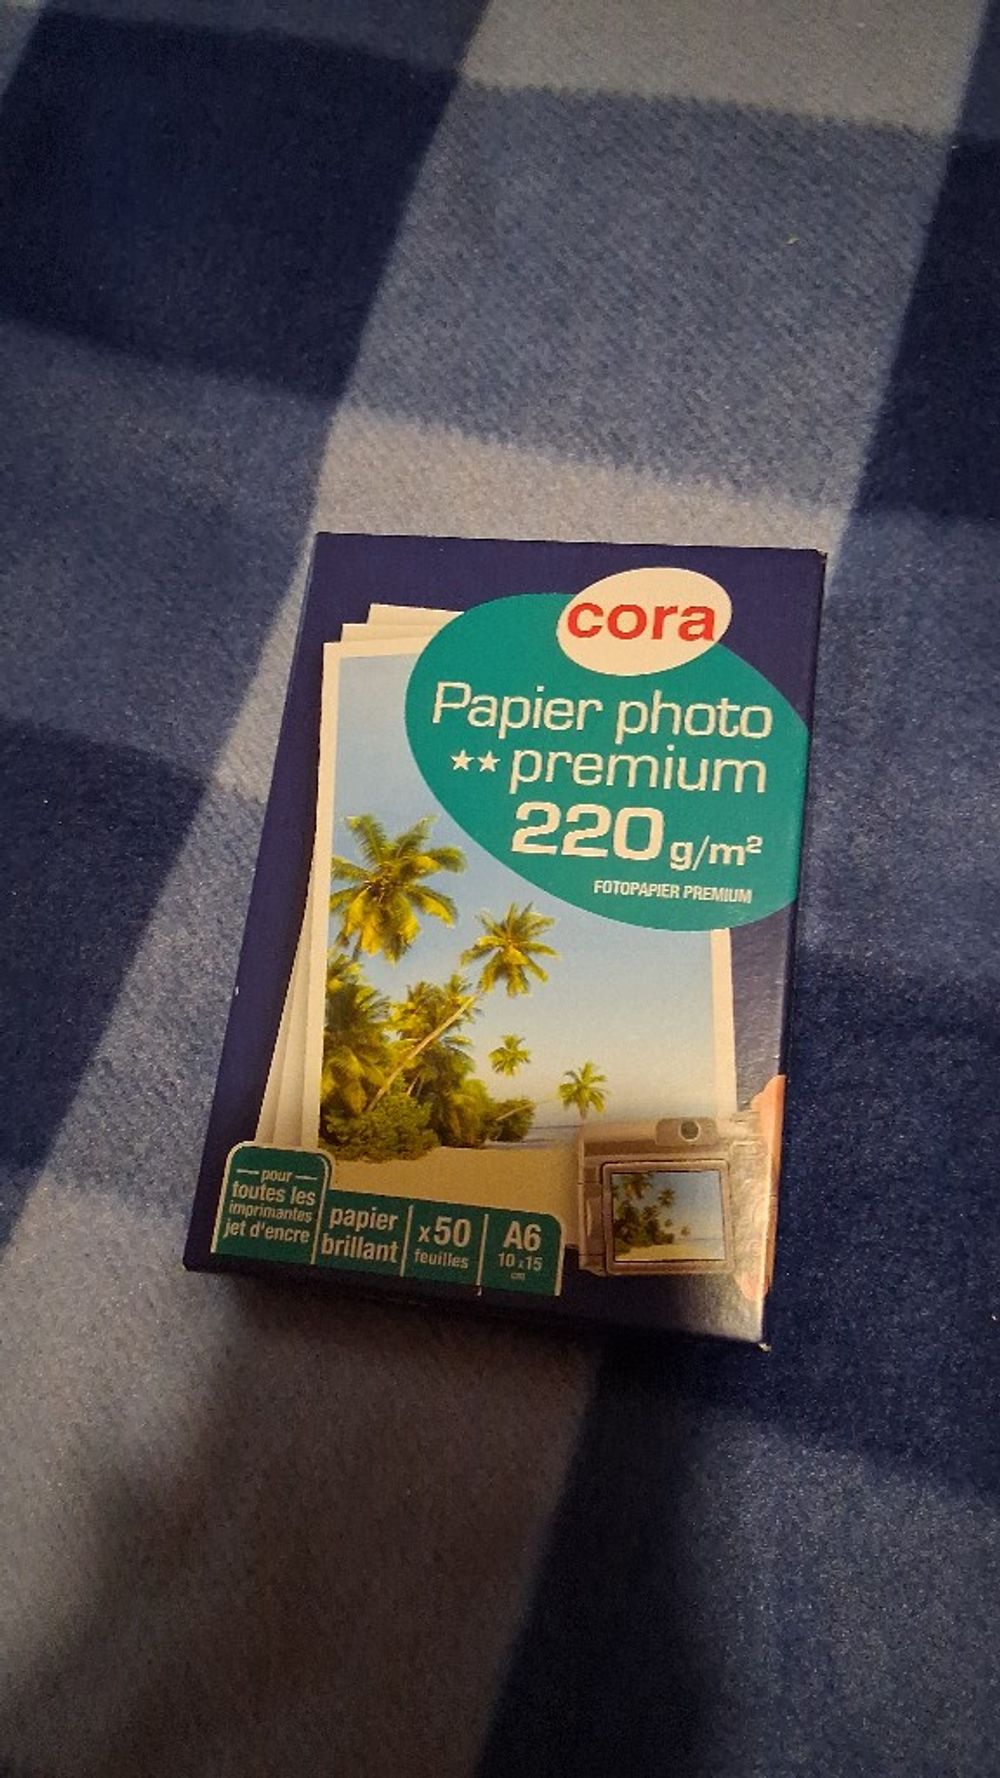 cora
Papier photo
★★ premium
220 g/m²
FOTOPAPIER PREMIUM
pour
toutes les
imprimantes
jet d'encre
papier
brillant
x50
feuilles
A6
10 x 15
cm